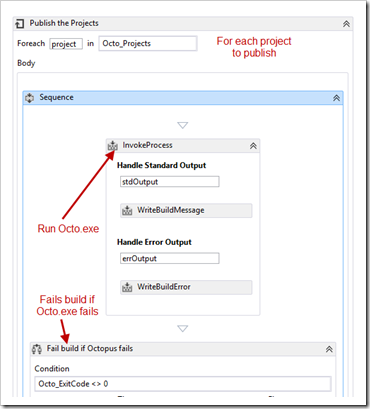 Publish the Projects
Foreach project in Octo_Projects
For each project
to publish
Body
Sequence
InvokeProcess
Handle Standard Output
stdOutput
WriteBuildMessage
Run Octo.exe
Handle Error Output
errOutput
WriteBuildError
Fails build if
Octo.exe fails
Fail build if Octopus fails
Condition
Octo_ExitCode <> 0